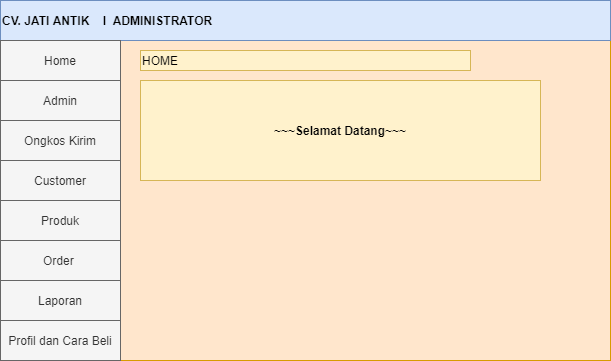 CV. JATI ANTIK I ADMINISTRATOR
Home
HOME
Admin
~~~Selamat Datang~~~
Ongkos Kirim
Customer
Produk
Order
Laporan
Profil dan Cara Beli